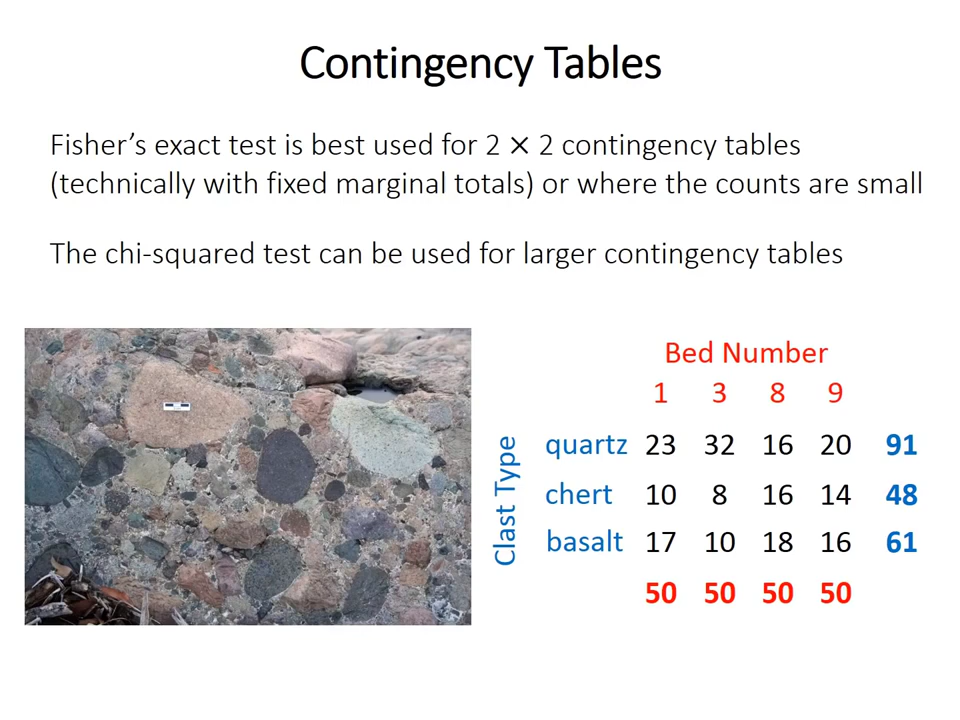 Contingency Tables
Fisher’s exact test is best used for 2 × 2 contingency tables
(technically with fixed marginal totals) or where the counts are small
The chi-squared test can be used for larger contingency tables
Bed Number
1 3 8 9
Clast Type
quartz 23 32 16 20 91
chert 10 8 16 14 48
basalt 17 10 18 16 61
50 50 50 50